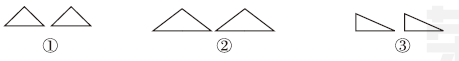 ① ② ③